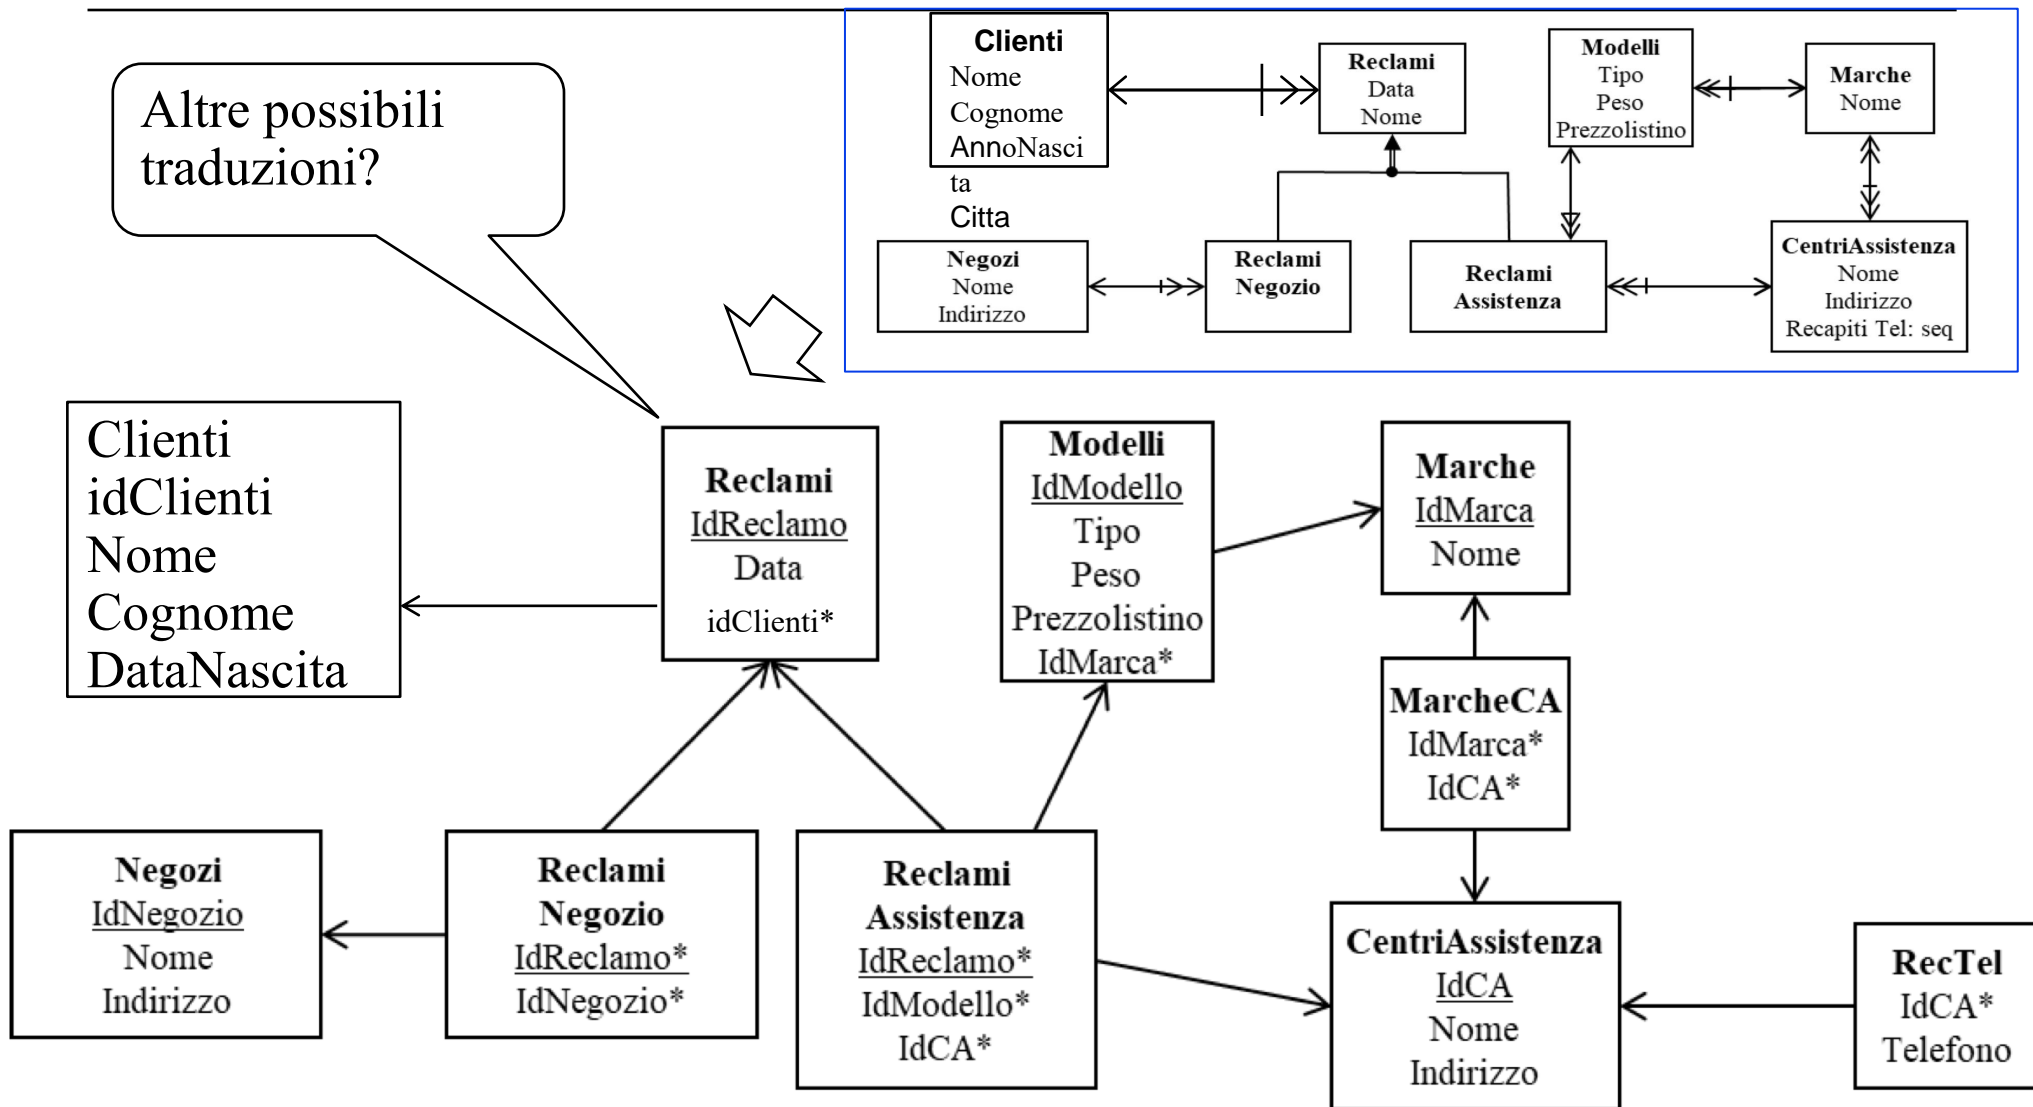 Altre possibili
traduzioni?
Clienti
Nome
Cognome
AnnoNasci
ta
Citta
Reclami
Data
Nome
Modelli
Tipo
Peso
Prezzolistino
Marche
Nome
Negozi
Nome
Indirizzo
Reclami
Negozio
Reclami
Assistenza
CentriAssistenza
Nome
Indirizzo
Recapiti Tel: seq
Clienti
idClienti
Nome
Cognome
DataNascita
Reclami
IdReclamo
Data
idClienti*
Modelli
IdModello
Tipo
Peso
Prezzolistino
IdMarca*
Marche
IdMarca
Nome
MarcheCA
IdMarca*
IdCA*
Negozi
IdNegozio
Nome
Indirizzo
Reclami
Negozio
IdReclamo*
IdNegozio*
Reclami
Assistenza
IdReclamo*
IdModello*
IdCA*
CentriAssistenza
IdCA
Nome
Indirizzo
RecTel
IdCA*
Telefono